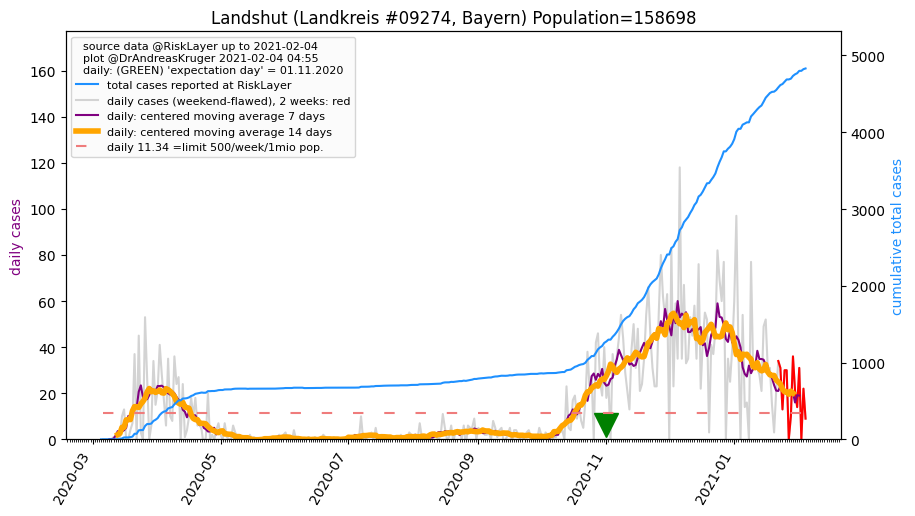 Landshut (Landkreis #09274, Bayern) Population=158698
source data @RiskLayer up to 2021-02-04
plot @DrAndreasKruger 2021-02-04 04:55
daily: (GREEN) 'expectation day' = 01.11.2020
total cases reported at RiskLayer
daily cases (weekend-flawed), 2 weeks: red
daily: centered moving average 7 days
daily: centered moving average 14 days
daily 11.34 =limit 500/week/1mio pop.
daily cases
160
140
120
100
80
60
40
20
0
5000
4000
3000
2000
1000
0
cumulative total cases
2020-03
2020-05
2020-07
2020-09
2020-11
2021-01